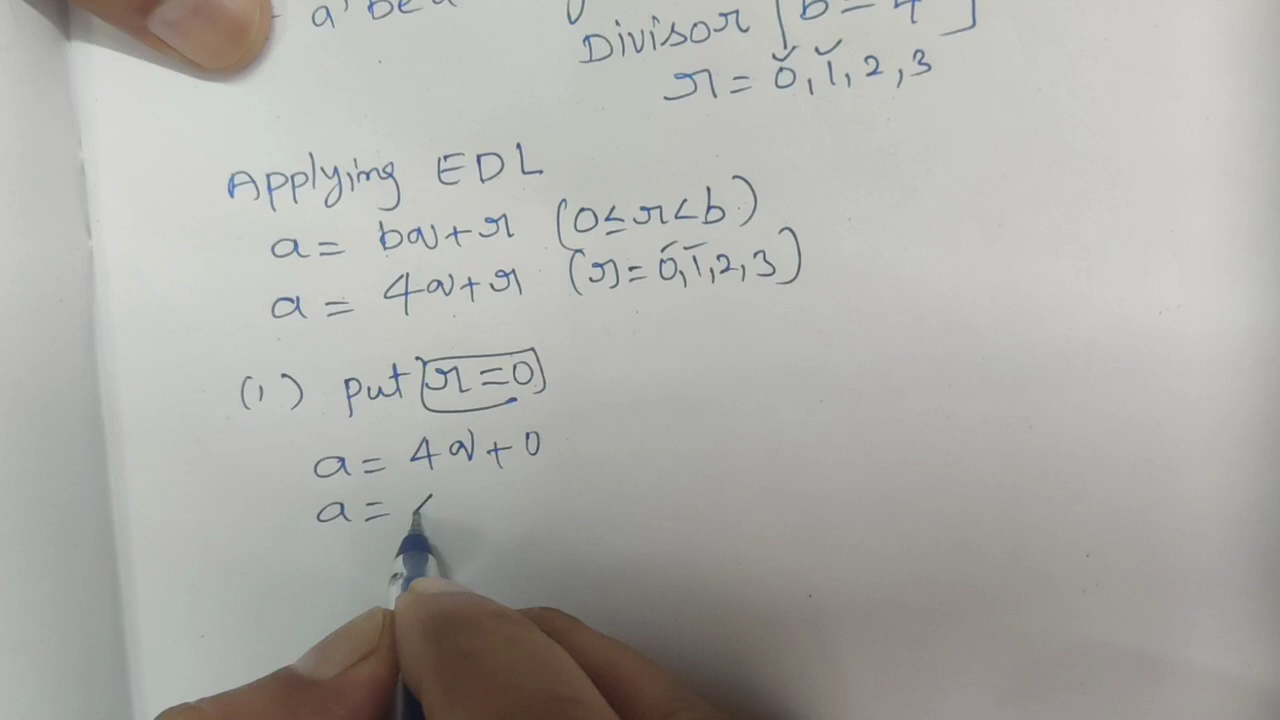 a' be a
Divisor [b = 4]
r = 0, 1, 2, 3
Applying EDL
a = bq + r (0 ≤ r < b)
a = 4q + r (r = 0, 1, 2, 3)
(1) put r = 0
a = 4q + 0
a =